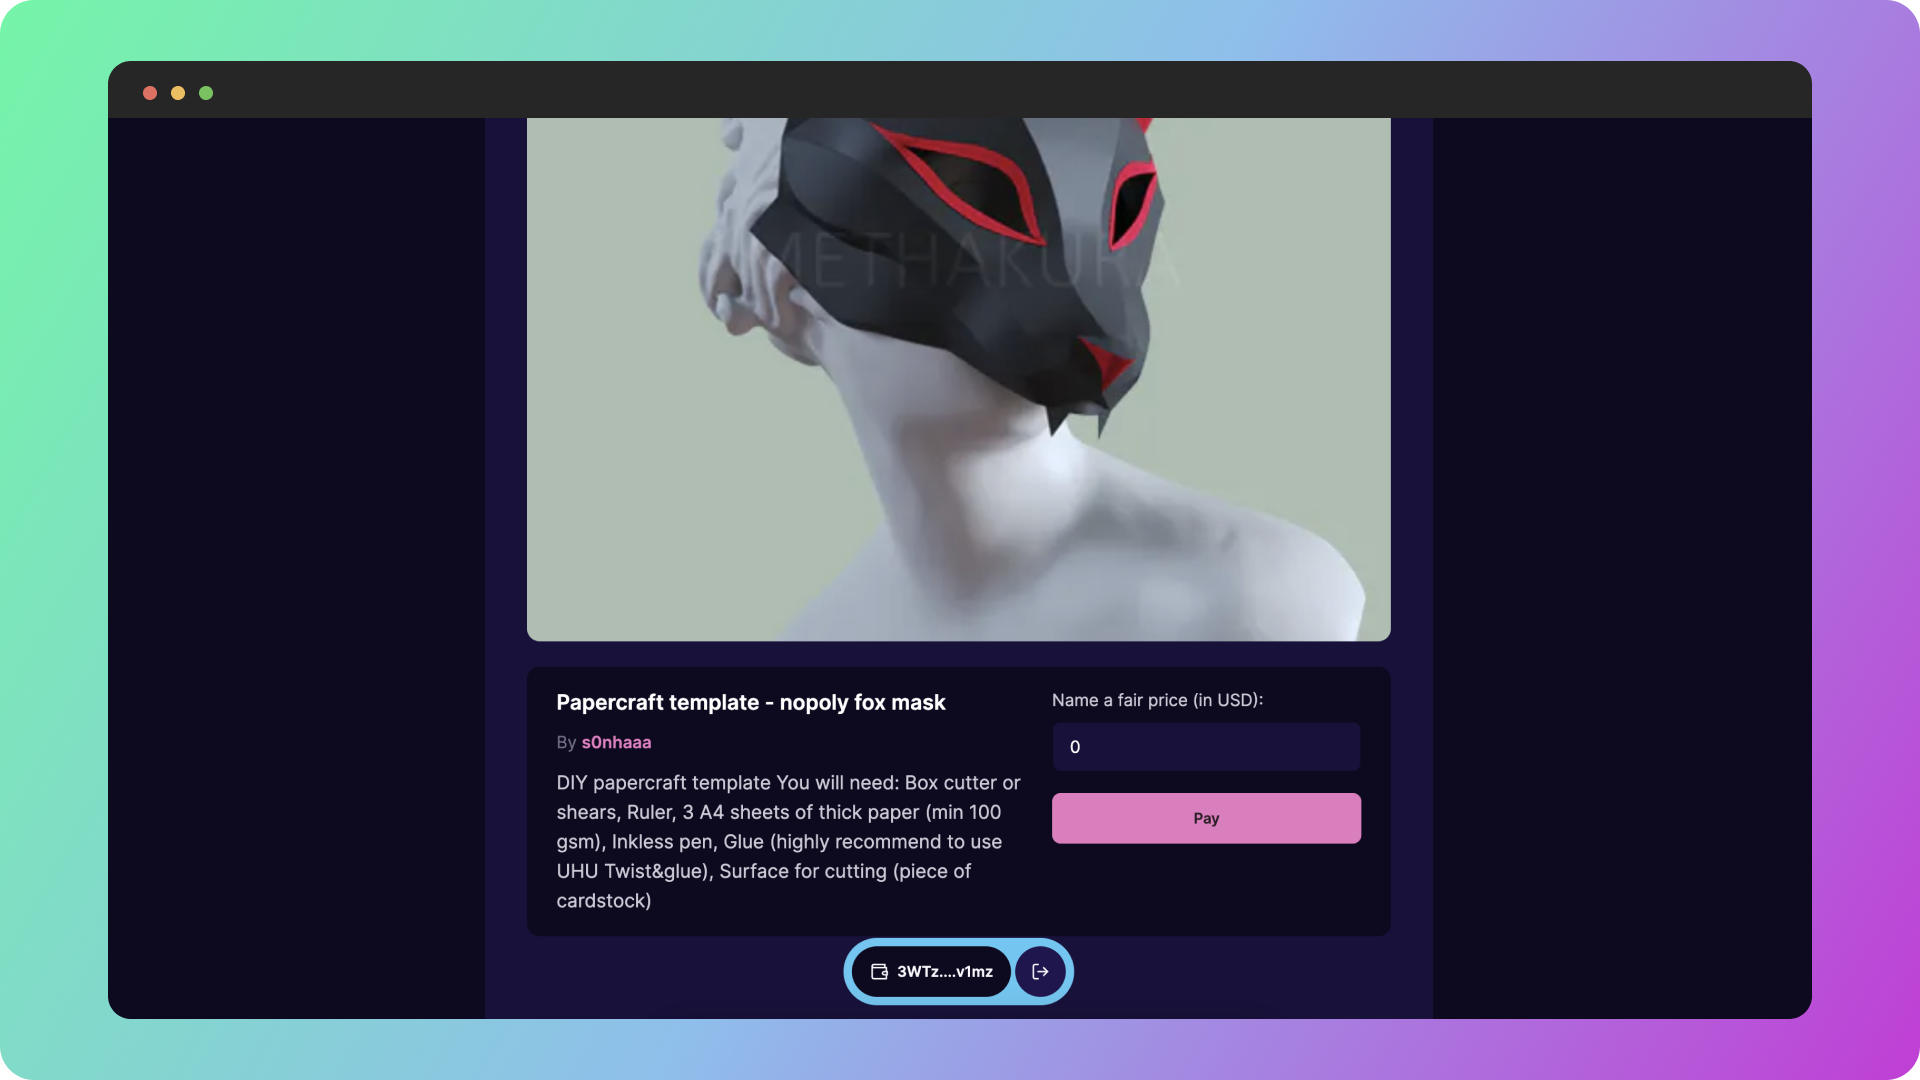 METHAKURA
Papercraft template - nopoly fox mask
Name a fair price (in USD):
By s0nhaaa
0
DIY papercraft template You will need: Box cutter or
shears, Ruler, 3 A4 sheets of thick paper (min 100
gsm), Inkless pen, Glue (highly recommend to use
UHU Twist&glue), Surface for cutting (piece of
cardstock)
Pay
3WTz....v1mz